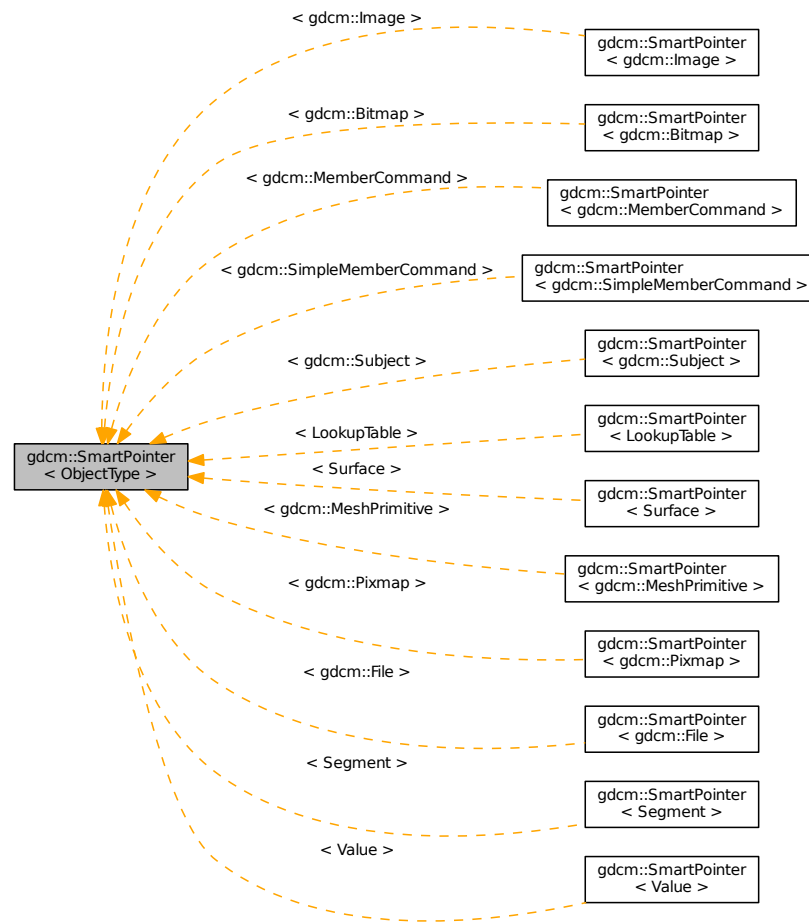 < gdcm::Image >
gdcm::SmartPointer
< gdcm::Image >
< gdcm::Bitmap >
gdcm::SmartPointer
< gdcm::Bitmap >
< gdcm::MemberCommand >
gdcm::SmartPointer
< gdcm::MemberCommand >
< gdcm::SimpleMemberCommand >
gdcm::SmartPointer
< gdcm::SimpleMemberCommand >
< gdcm::Subject >
gdcm::SmartPointer
< gdcm::Subject >
< LookupTable >
gdcm::SmartPointer
< LookupTable >
gdcm::SmartPointer
< ObjectType >
< Surface >
gdcm::SmartPointer
< Surface >
< gdcm::MeshPrimitive >
gdcm::SmartPointer
< gdcm::MeshPrimitive >
< gdcm::Pixmap >
gdcm::SmartPointer
< gdcm::Pixmap >
< gdcm::File >
gdcm::SmartPointer
< gdcm::File >
< Segment >
gdcm::SmartPointer
< Segment >
< Value >
gdcm::SmartPointer
< Value >